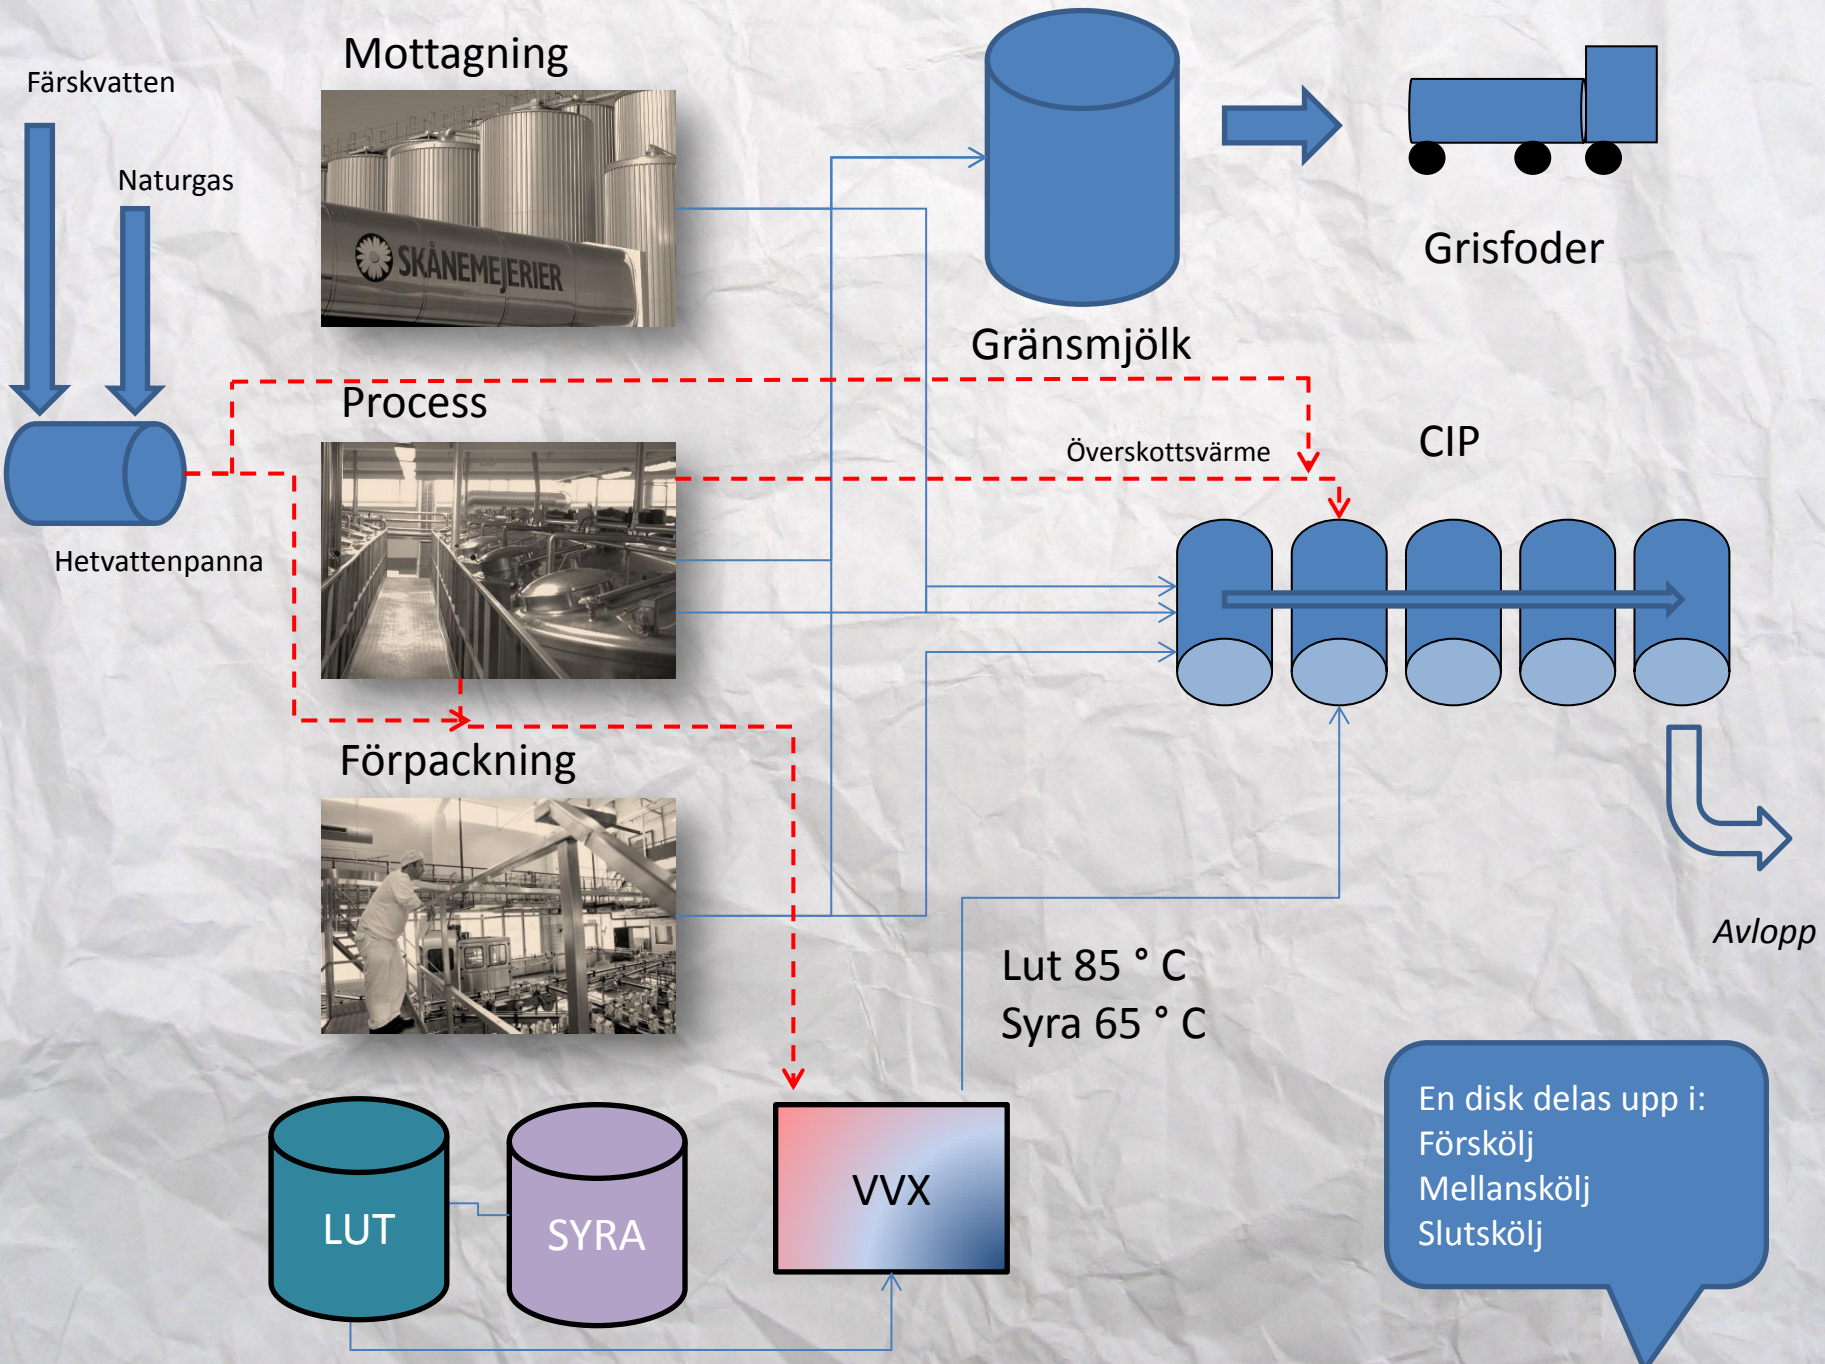 Färskvatten
Naturgas
Hetvattenpanna
Mottagning
SKÅNEMEJERIER
Process
Förpackning
Gränsmjölk
Grisfoder
Överskottsvärme
CIP
Avlopp
Lut 85 ° C
Syra 65 ° C
LUT
SYRA
VVX
En disk delas upp i:
Förskölj
Mellanskölj
Slutskölj